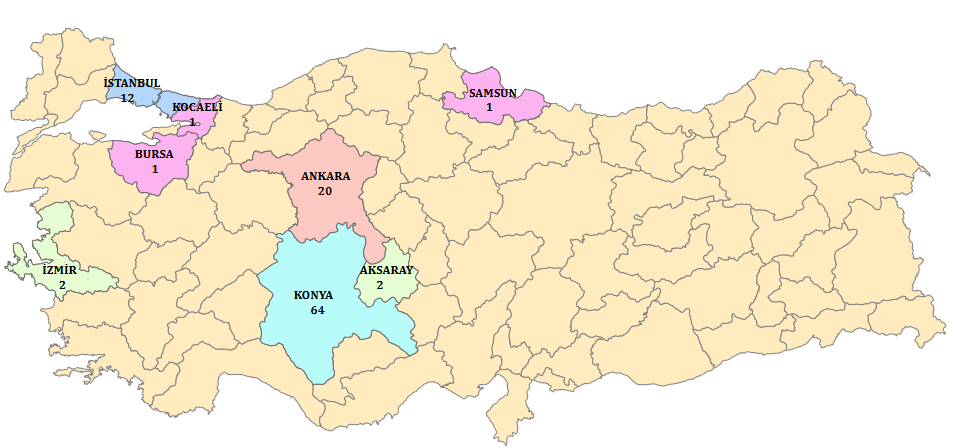 İSTANBUL
12
KOCAELİ
1
SAMSUN
1
BURSA
1
ANKARA
20
İZMİR
2
AKSARAY
2
KONYA
64